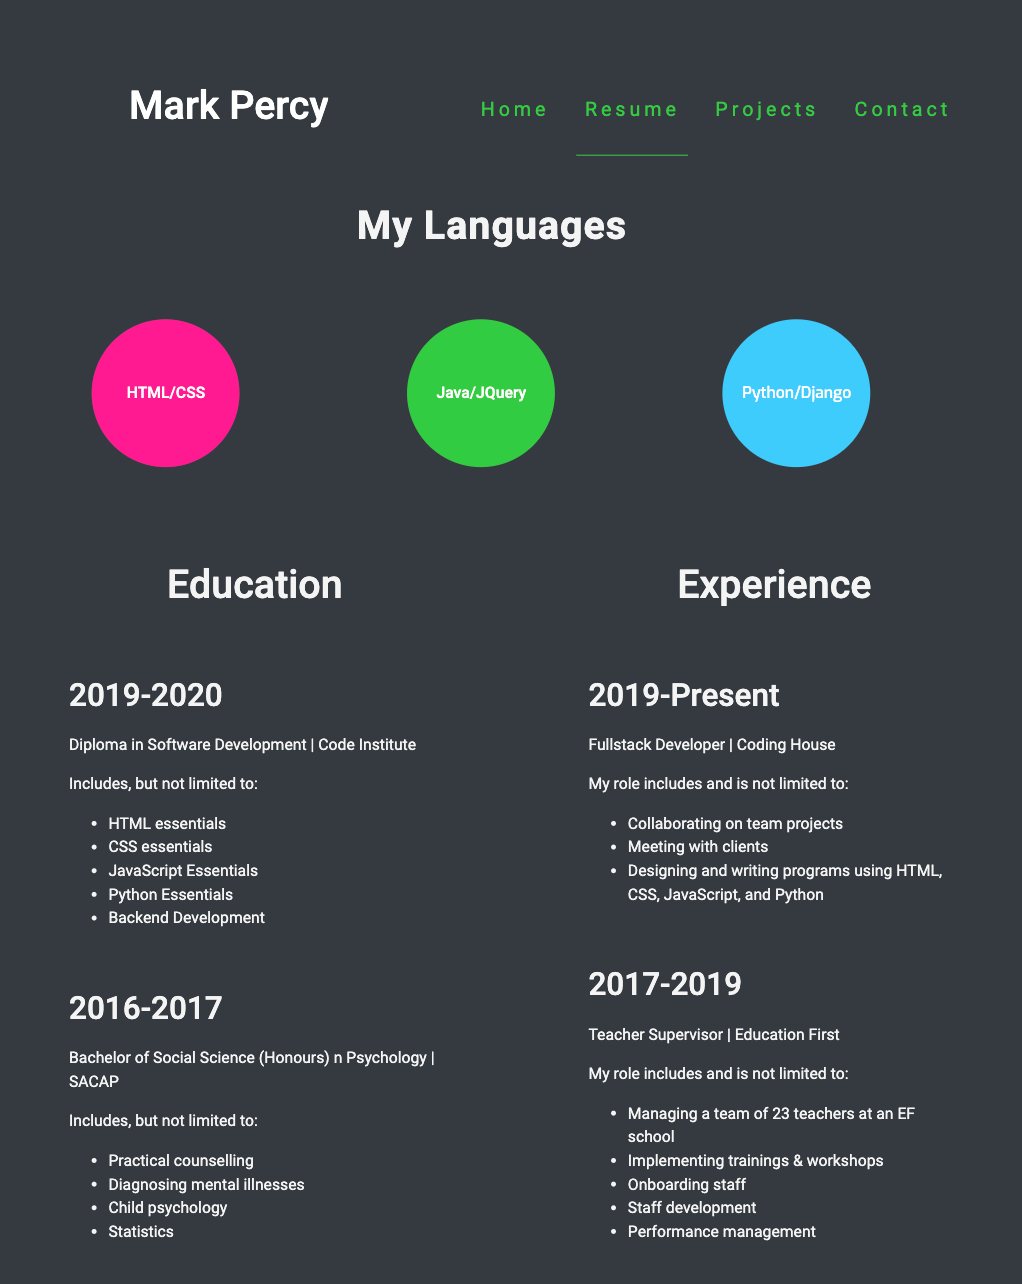 Mark Percy
Home Resume Projects Contact
My Languages
HTML/CSS
Java/JQuery
Python/Django
Education
2019-2020
Diploma in Software Development | Code Institute
Includes, but not limited to:
• HTML essentials
• CSS essentials
• JavaScript Essentials
• Python Essentials
• Backend Development
2016-2017
Bachelor of Social Science (Honours) n Psychology |
SACAP
Includes, but not limited to:
• Practical counselling
• Diagnosing mental illnesses
• Child psychology
• Statistics
Experience
2019-Present
Fullstack Developer | Coding House
My role includes and is not limited to:
• Collaborating on team projects
• Meeting with clients
• Designing and writing programs using HTML,
CSS, JavaScript, and Python
2017-2019
Teacher Supervisor | Education First
My role includes and is not limited to:
• Managing a team of 23 teachers at an EF
school
• Implementing trainings & workshops
• Onboarding staff
• Staff development
• Performance management